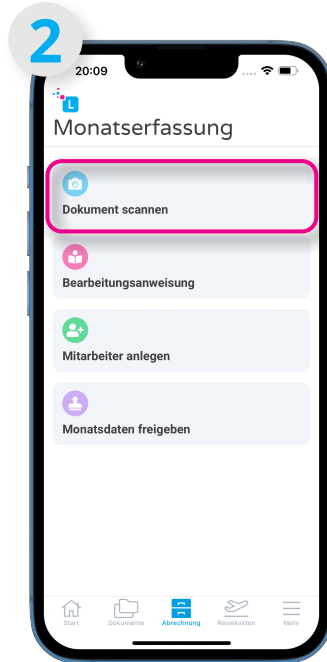 2
20:09
L
Monatserfassung
Dokument scannen
Bearbeitungsanweisung
Mitarbeiter anlegen
Monatsdaten freigeben
Start Dokumente Abrechnung Reisekosten Mehr